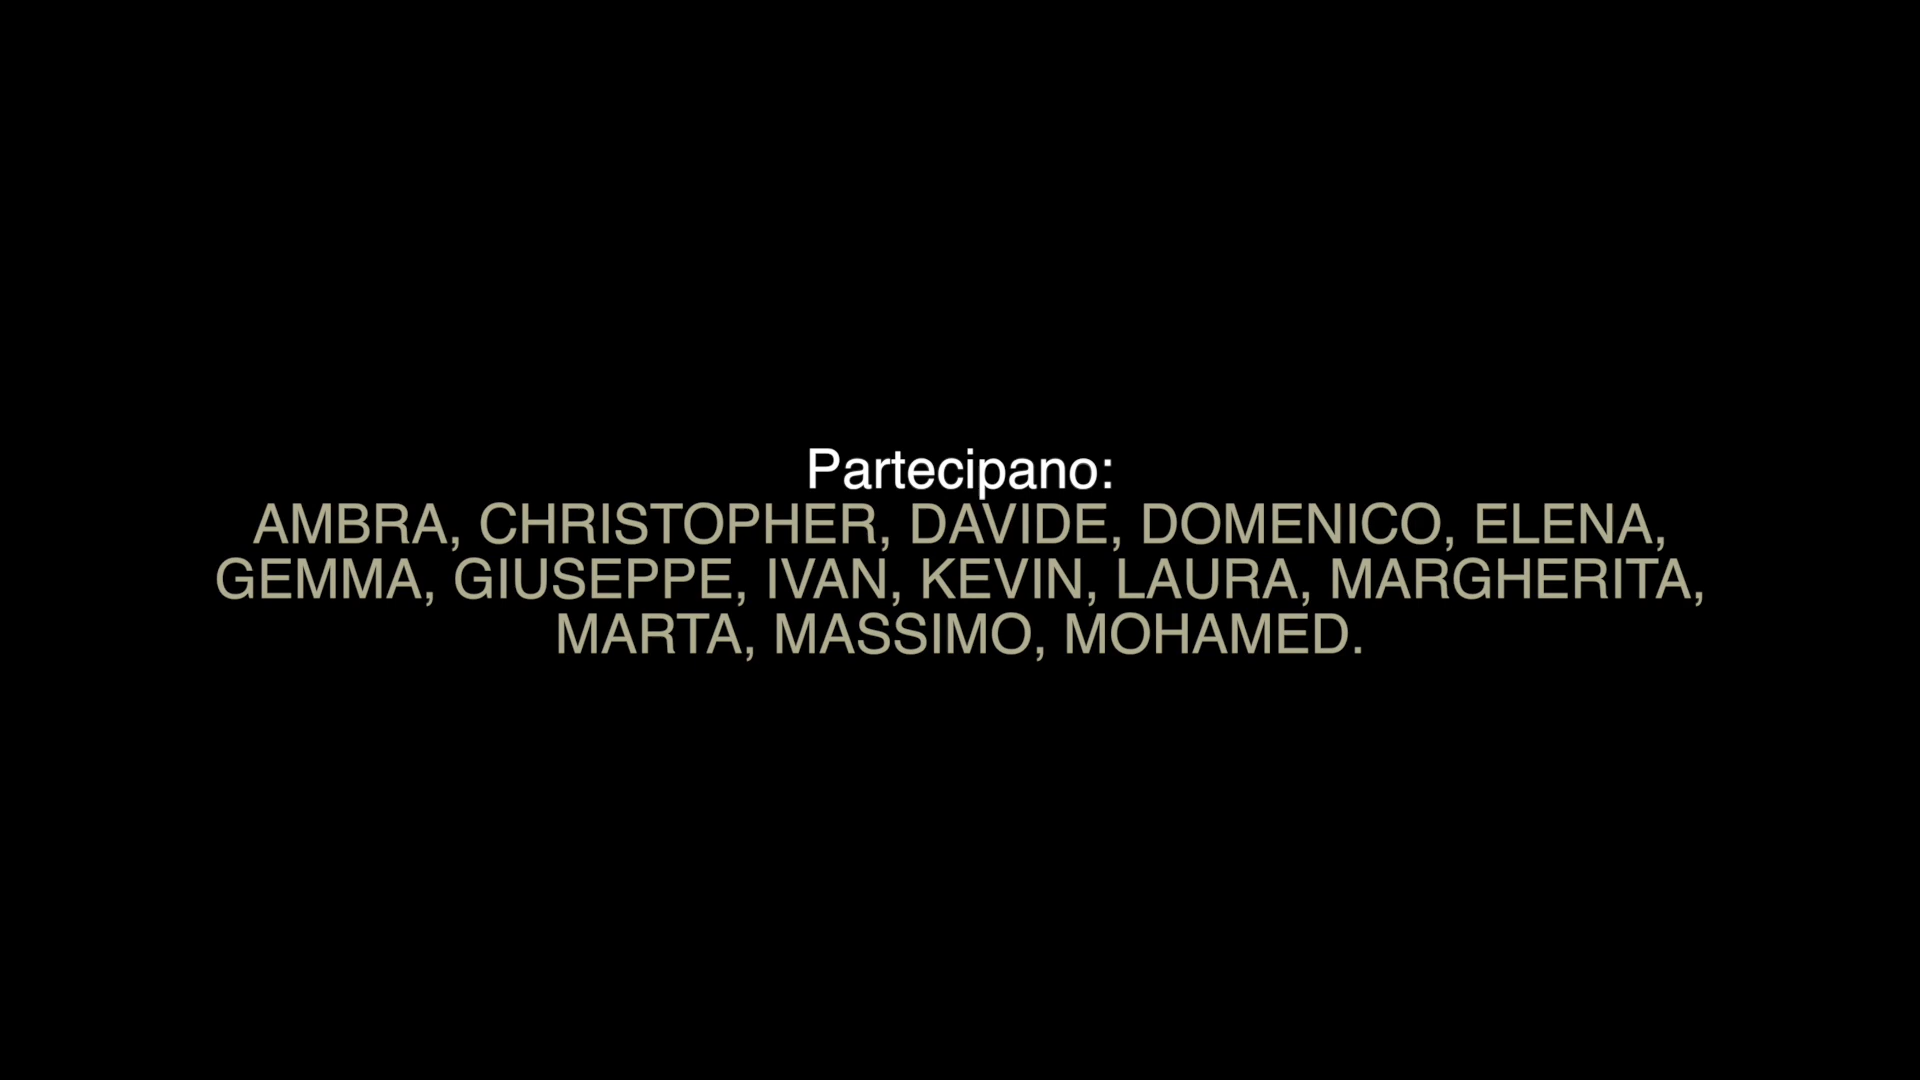 Partecipano:
AMBRA, CHRISTOPHER, DAVIDE, DOMENICO, ELENA,
GEMMA, GIUSEPPE, IVAN, KEVIN, LAURA, MARGHERITA,
MARTA, MASSIMO, MOHAMED.